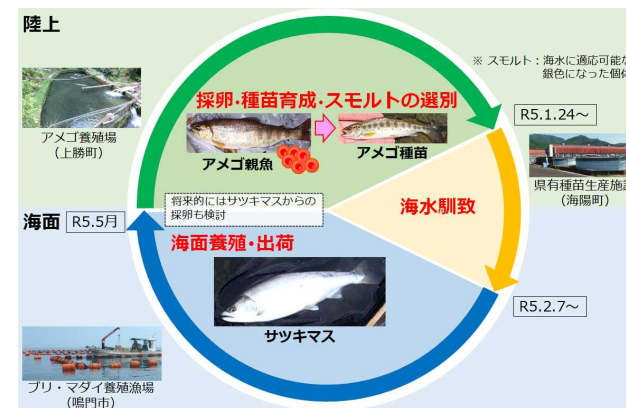 陸上
※ スモルト：海水に適応可能な
銀色になった個体
採卵・種苗育成・スモルトの選別
R5.1.24～
アメゴ養殖場
（上勝町）
アメゴ親魚
アメゴ種苗
県有種苗生産施設
（海陽町）
将来的にはサツキマスからの
採卵も検討
海水馴致
海面
R5.5月
海面養殖・出荷
R5.2.7～
サツキマス
ブリ・マダイ養殖漁場
（鳴門市）